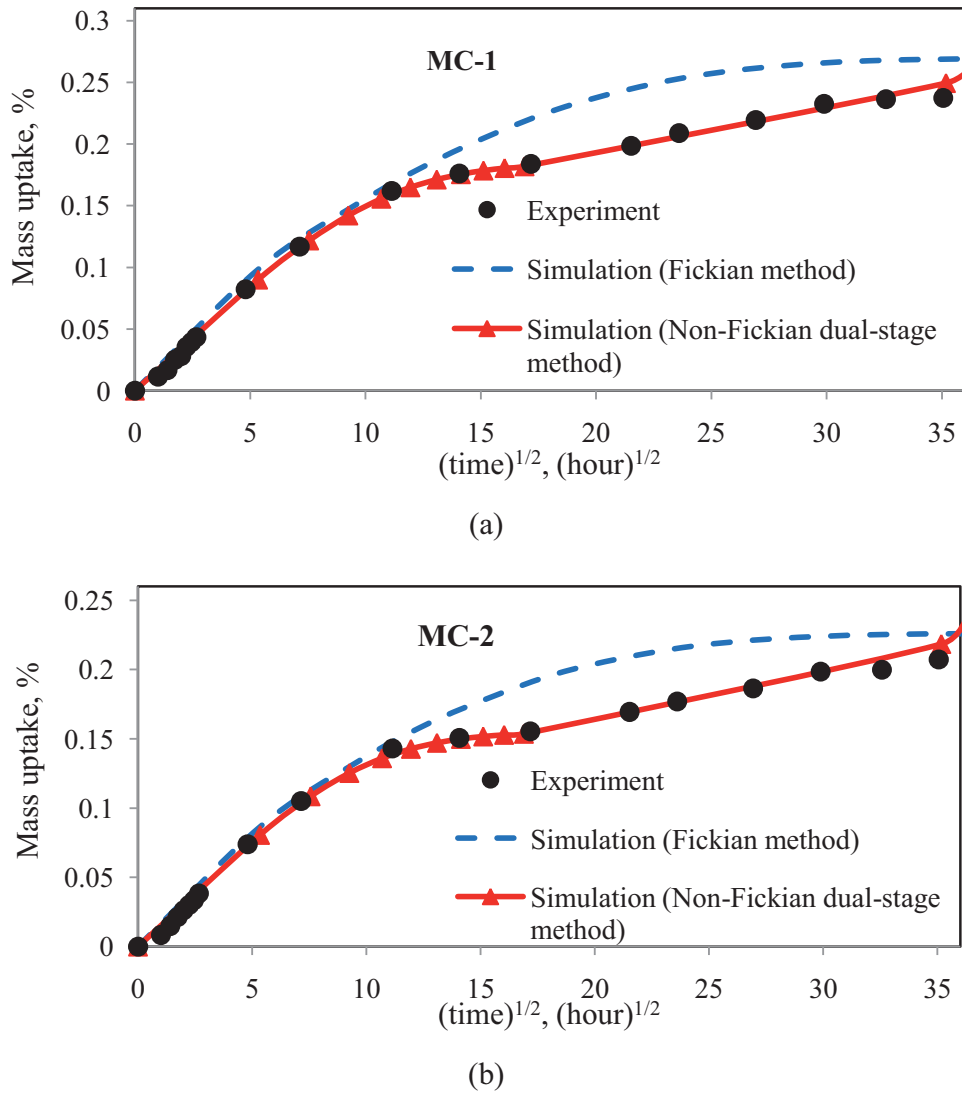 0.3
0.25
0.2
0.15
0.1
0.05
0
Mass uptake, %
MC-1
Experiment
Simulation (Fickian method)
Simulation (Non-Fickian dual-stage
method)
0 5 10 15 20 25 30 35
(time)^1/2, (hour)^1/2
(a)
0.25
0.2
0.15
0.1
0.05
0
Mass uptake, %
MC-2
Experiment
Simulation (Fickian method)
Simulation (Non-Fickian dual-stage
method)
0 5 10 15 20 25 30 35
(time)^1/2, (hour)^1/2
(b)